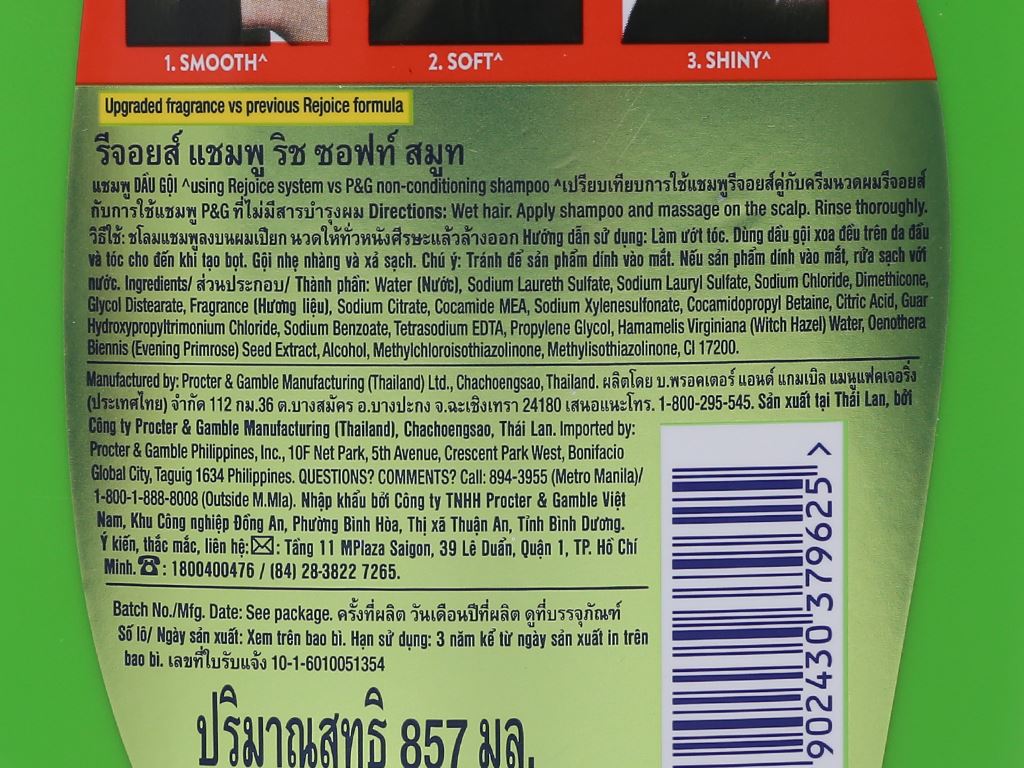 1. SMOOTH^ 2. SOFT^ 3. SHINY^
Upgraded fragrance vs previous Rejoice formula
รีจอยส์ แชมพู ริช ซอฟท์ สมูท
แชมพู DẦU GỘI ^using Rejoice system vs P&G non-conditioning shampoo ^เปรียบเทียบการใช้แชมพูรีจอยส์คู่กับครีมนวดผมรีจอยส์
กับการใช้แชมพู P&G ที่ไม่มีสารบำรุงผม Directions: Wet hair. Apply shampoo and massage on the scalp. Rinse thoroughly.
วิธีใช้: ชโลมแชมพูลงบนผมเปียก นวดให้ทั่วหนังศีรษะแล้วล้างออก Hướng dẫn sử dụng: Làm ướt tóc. Dùng dầu gội xoa đều trên da đầu
và tóc cho đến khi tạo bọt. Gội nhẹ nhàng và xả sạch. Chú ý: Tránh để sản phẩm dính vào mắt. Nếu sản phẩm dính vào mắt, rửa sạch với
nước. Ingredients/ ส่วนประกอบ/ Thành phần: Water (Nước), Sodium Laureth Sulfate, Sodium Lauryl Sulfate, Sodium Chloride, Dimethicone,
Glycol Distearate, Fragrance (Hương liệu), Sodium Citrate, Cocamide MEA, Sodium Xylenesulfonate, Cocamidopropyl Betaine, Citric Acid, Guar
Hydroxypropyltrimonium Chloride, Sodium Benzoate, Tetrasodium EDTA, Propylene Glycol, Hamamelis Virginiana (Witch Hazel) Water, Oenothera
Biennis (Evening Primrose) Seed Extract, Alcohol, Methylchloroisothiazolinone, Methylisothiazolinone, CI 17200.
Manufactured by: Procter & Gamble Manufacturing (Thailand) Ltd., Chachoengsao, Thailand. ผลิตโดย บ.พรอคเตอร์ แอนด์ แกมเบิล แมนูแฟคเจอริ่ง
(ประเทศไทย) จำกัด 112 กม.36 ต.บางสมัคร อ.บางปะกง จ.ฉะเชิงเทรา 24180 เสนอแนะโทร. 1-800-295-545. Sản xuất tại Thái Lan, bởi
Công ty Procter & Gamble Manufacturing (Thailand), Chachoengsao, Thái Lan. Imported by:
Procter & Gamble Philippines, Inc., 10F Net Park, 5th Avenue, Crescent Park West, Bonifacio
Global City, Taguig 1634 Philippines. QUESTIONS? COMMENTS? Call: 894-3955 (Metro Manila)/
1-800-1-888-8008 (Outside M.Mla). Nhập khẩu bởi Công ty TNHH Procter & Gamble Việt
Nam, Khu Công nghiệp Đồng An, Phường Bình Hòa, Thị xã Thuận An, Tỉnh Bình Dương.
Ý kiến, thắc mắc, liên hệ:✉: Tầng 11 MPlaza Saigon, 39 Lê Duẩn, Quận 1, TP. Hồ Chí
Minh.☎: 1800400476 / (84) 28-3822 7265.
Batch No./Mfg. Date: See package. ครั้งที่ผลิต วันเดือนปีที่ผลิต ดูที่บรรจุภัณฑ์
Số lô/ Ngày sản xuất: Xem trên bao bì. Hạn sử dụng: 3 năm kể từ ngày sản xuất in trên
bao bì. เลขที่ใบรับแจ้ง 10-1-6010051354
ปริมาณสุทธิ 857 มล.
902430379625 >